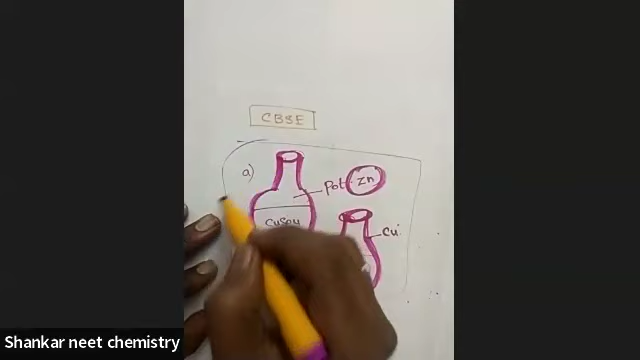 CBSE
a)
Pot Zn
CuSO4
Cu
Shankar neet chemistry